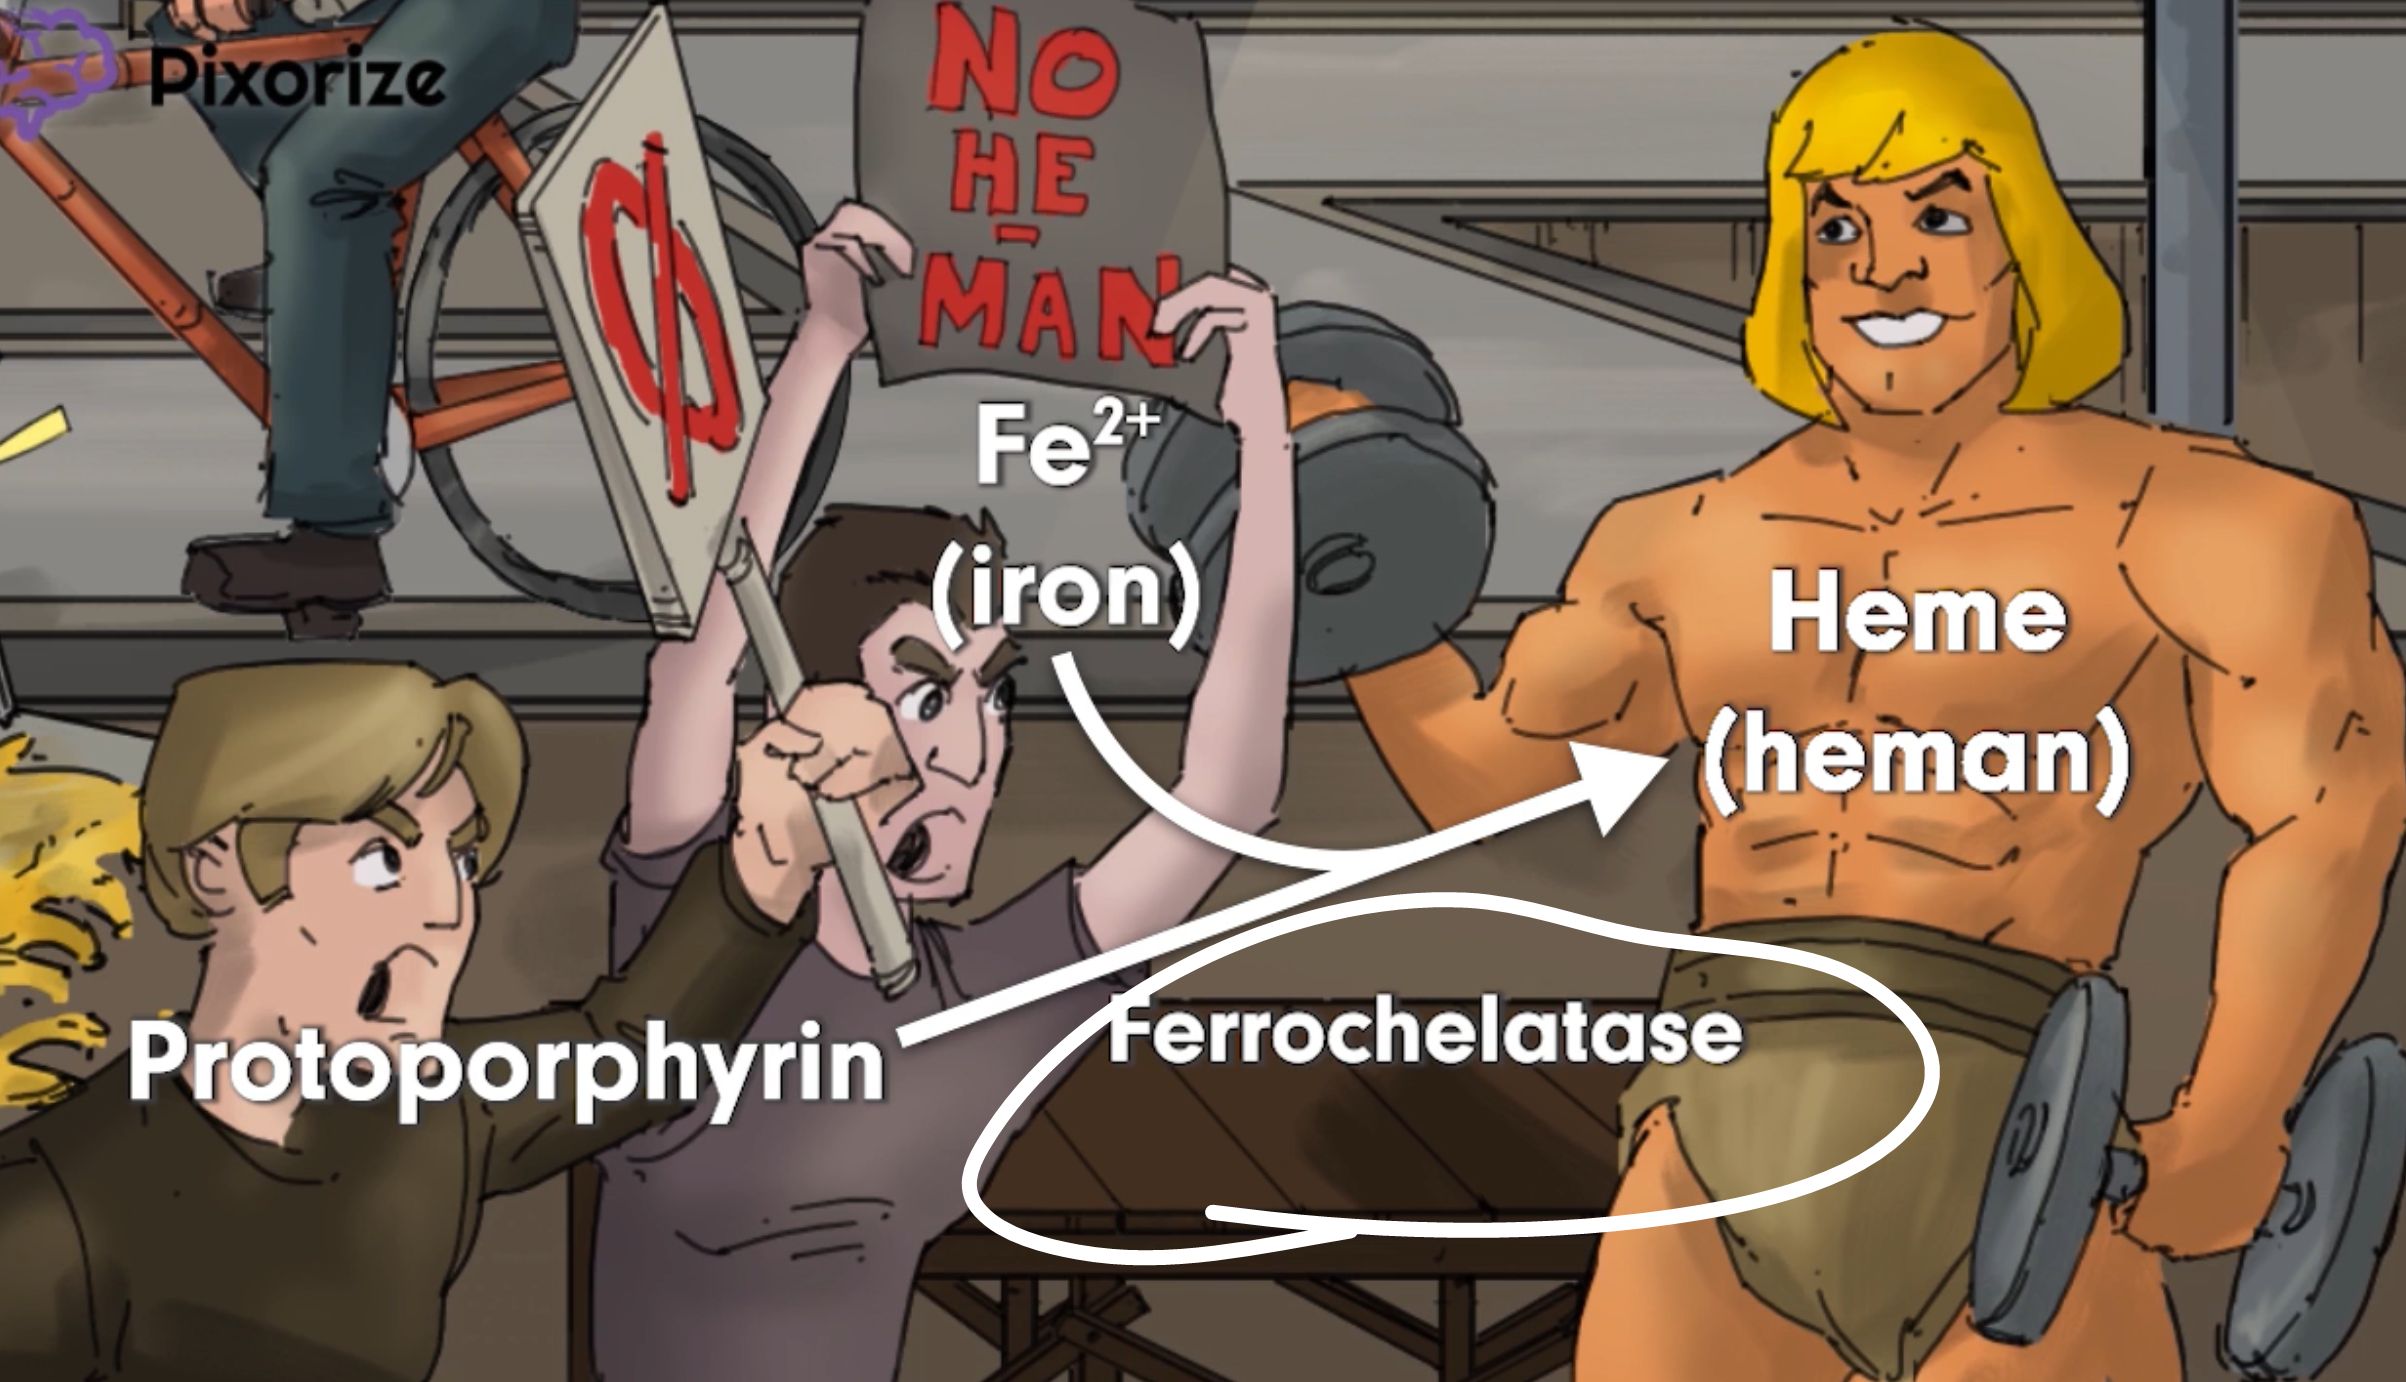 Pixorize
NO
HE
-
MAN
Fe²⁺
(iron)
Heme
(heman)
Protoporphyrin
Ferrochelatase